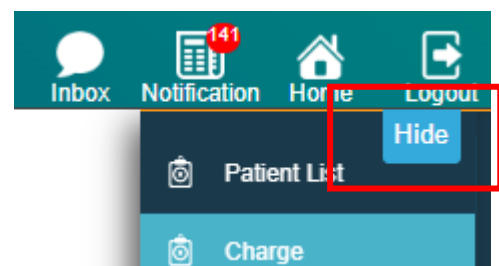 141
Inbox Notification Home Logout
Hide
Patient List
Charge